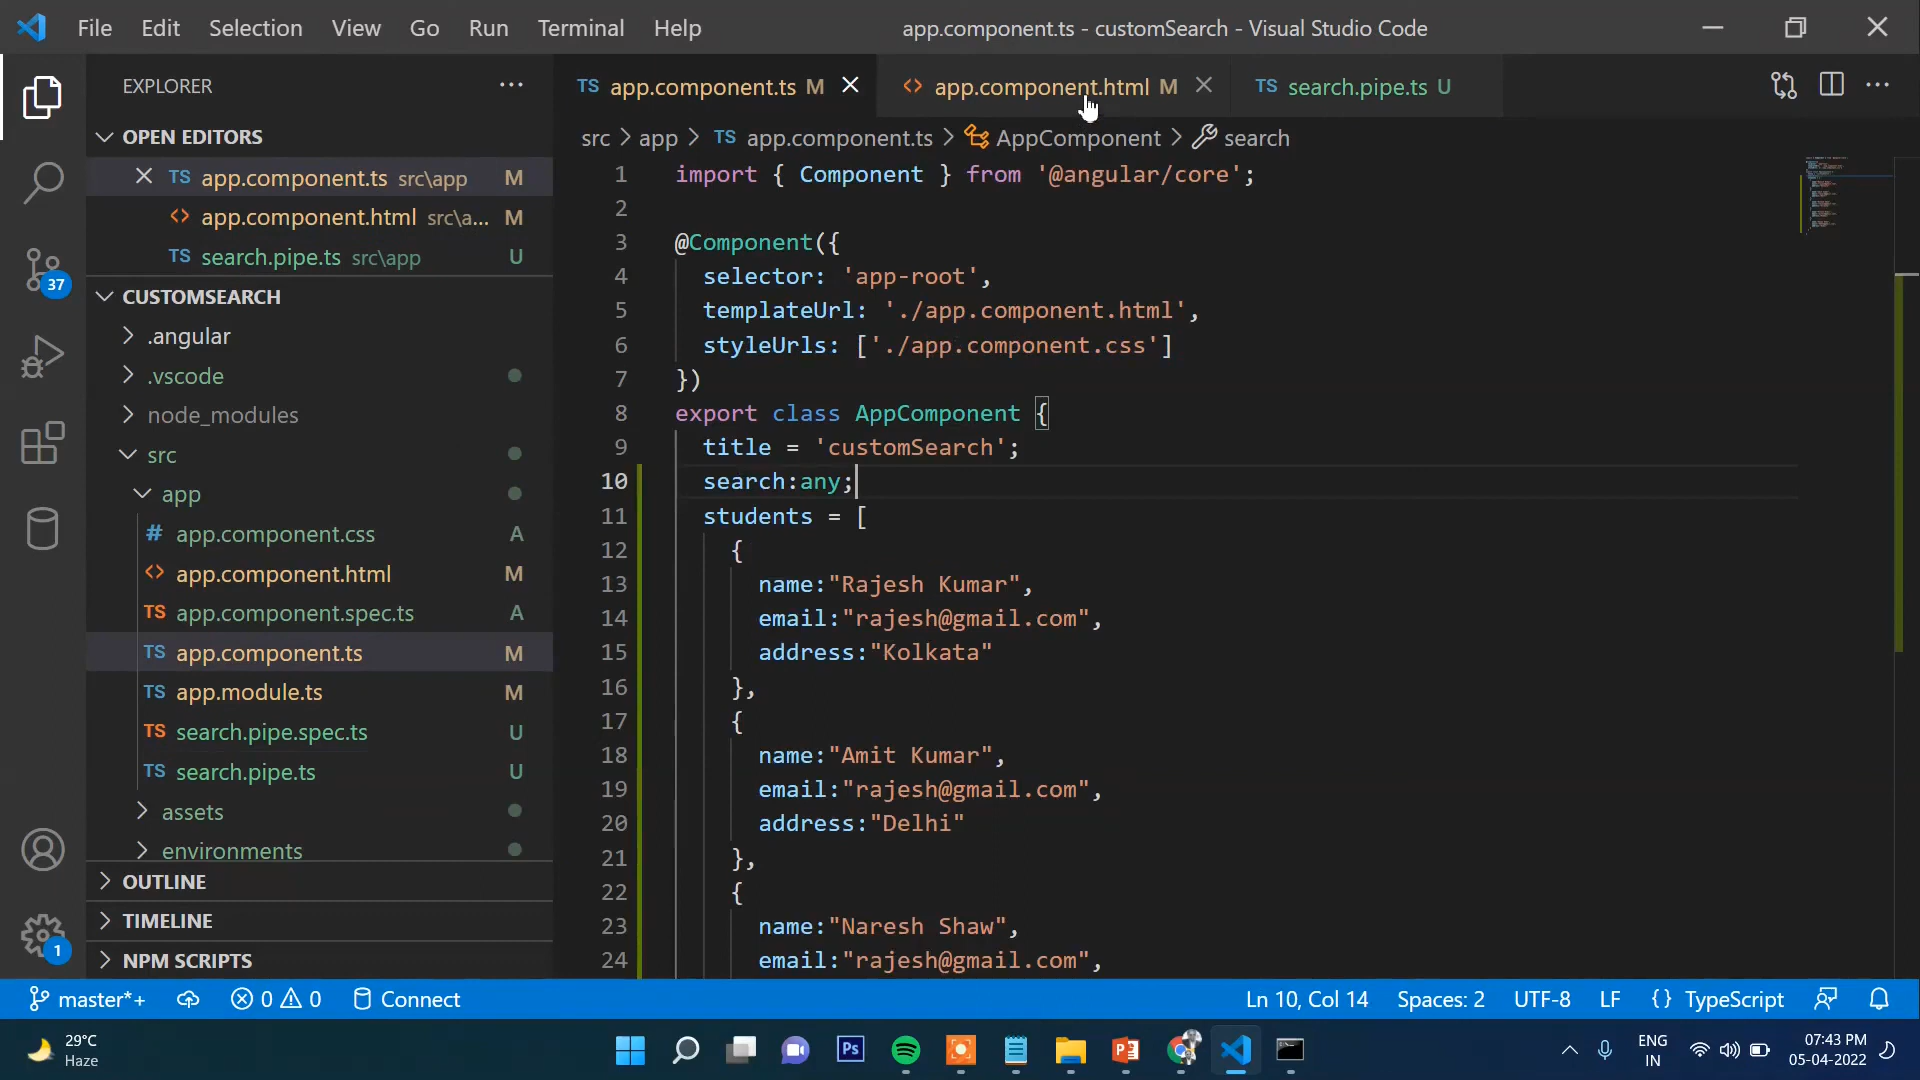 File Edit Selection View Go Run Terminal Help
app.component.ts - customSearch - Visual Studio Code
EXPLORER
OPEN EDITORS
TS app.component.ts src\app M
<> app.component.html src\a... M
TS search.pipe.ts src\app U
CUSTOMSEARCH
.angular
.vscode
node_modules
src
app
# app.component.css A
<> app.component.html M
TS app.component.spec.ts A
TS app.component.ts M
TS app.module.ts M
TS search.pipe.spec.ts U
TS search.pipe.ts U
assets
environments
OUTLINE
TIMELINE
NPM SCRIPTS
37
1
TS app.component.ts M
<> app.component.html M
TS search.pipe.ts U
src > app > TS app.component.ts > AppComponent > search
1 import { Component } from '@angular/core';
2
3 @Component({
4 selector: 'app-root',
5 templateUrl: './app.component.html',
6 styleUrls: ['./app.component.css']
7 })
8 export class AppComponent {
9 title = 'customSearch';
10 search:any;
11 students = [
12 {
13 name:"Rajesh Kumar",
14 email:"rajesh@gmail.com",
15 address:"Kolkata"
16 },
17 {
18 name:"Amit Kumar",
19 email:"rajesh@gmail.com",
20 address:"Delhi"
21 },
22 {
23 name:"Naresh Shaw",
24 email:"rajesh@gmail.com",
master*+ 0 0 Connect
Ln 10, Col 14 Spaces: 2 UTF-8 LF {} TypeScript
29°C
Haze
Ps
ENG
IN
07:43 PM
05-04-2022